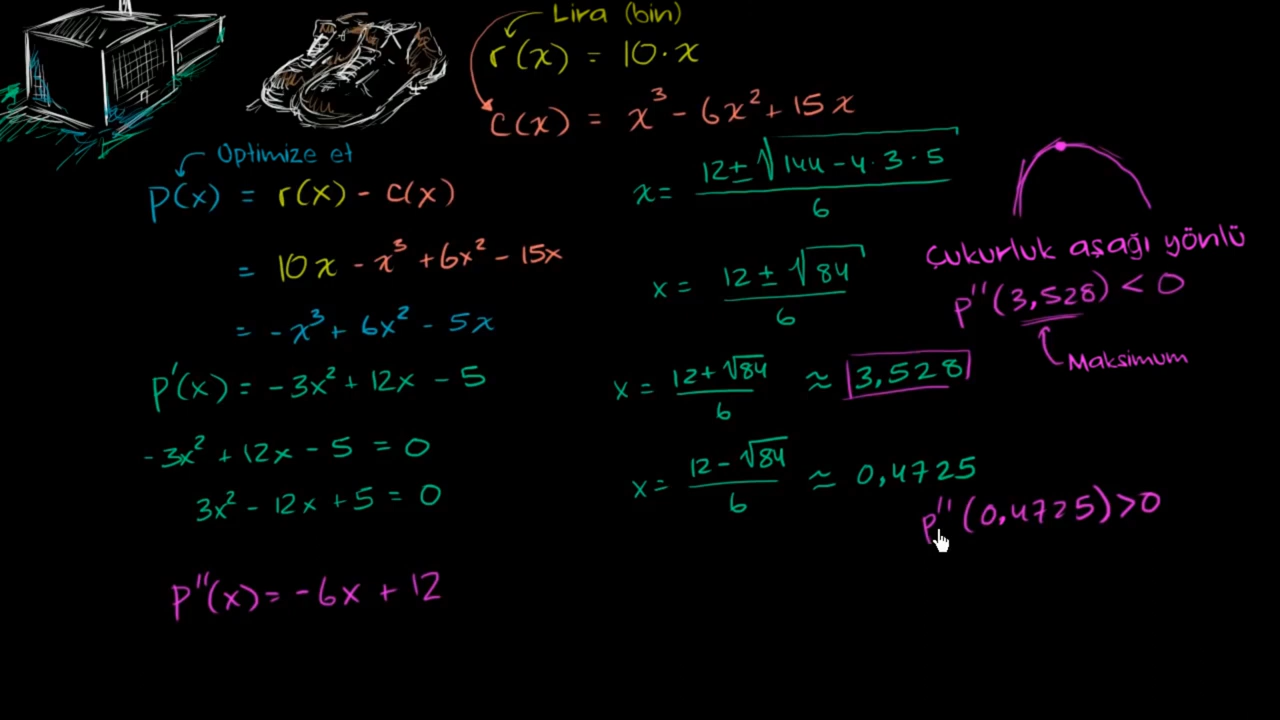 Lira (bin)
r(x) = 10·x
c(x) = x³ - 6x² + 15x
Optimize et
P(x) = r(x) - c(x)
= 10x - x³ + 6x² - 15x
= -x³ + 6x² - 5x
P'(x) = -3x² + 12x - 5
-3x² + 12x - 5 = 0
3x² - 12x + 5 = 0
P''(x) = -6x + 12
x = (12 ± √(144 - 4·3·5)) / 6
x = (12 ± √84) / 6
x = (12 + √84) / 6 ≈ 3,528
x = (12 - √84) / 6 ≈ 0,4725
Çukurluk aşağı yönlü
P''(3,528) < 0
Maksimum
P''(0,4725) > 0